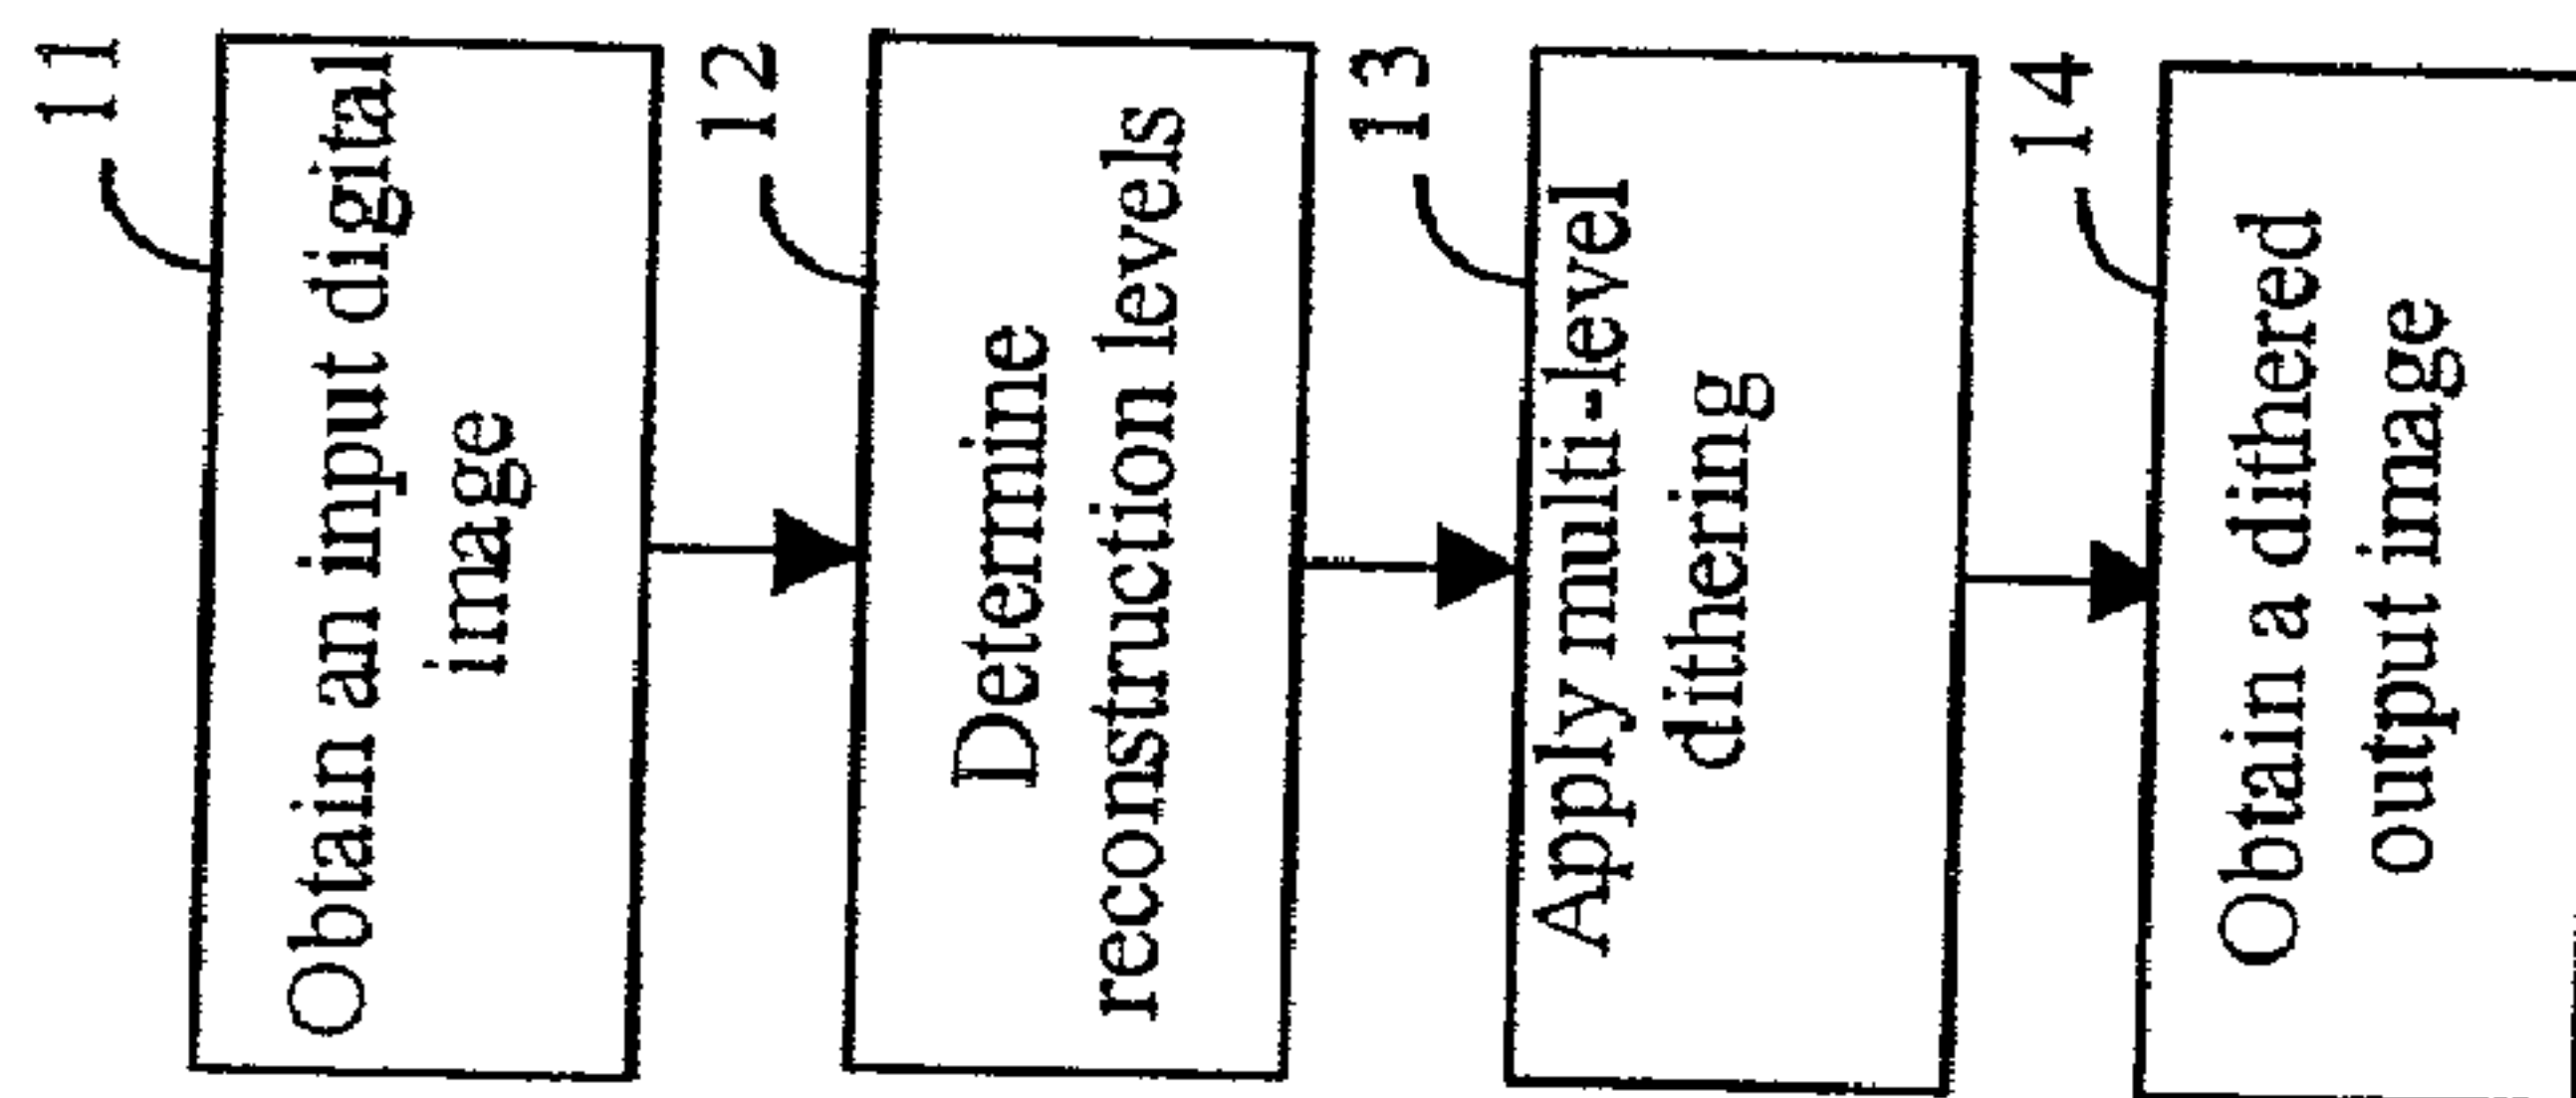 11
Obtain an input digital
image
12
Determine
reconstruction levels
13
Apply multi-level
dithering
14
Obtain a dithered
output image